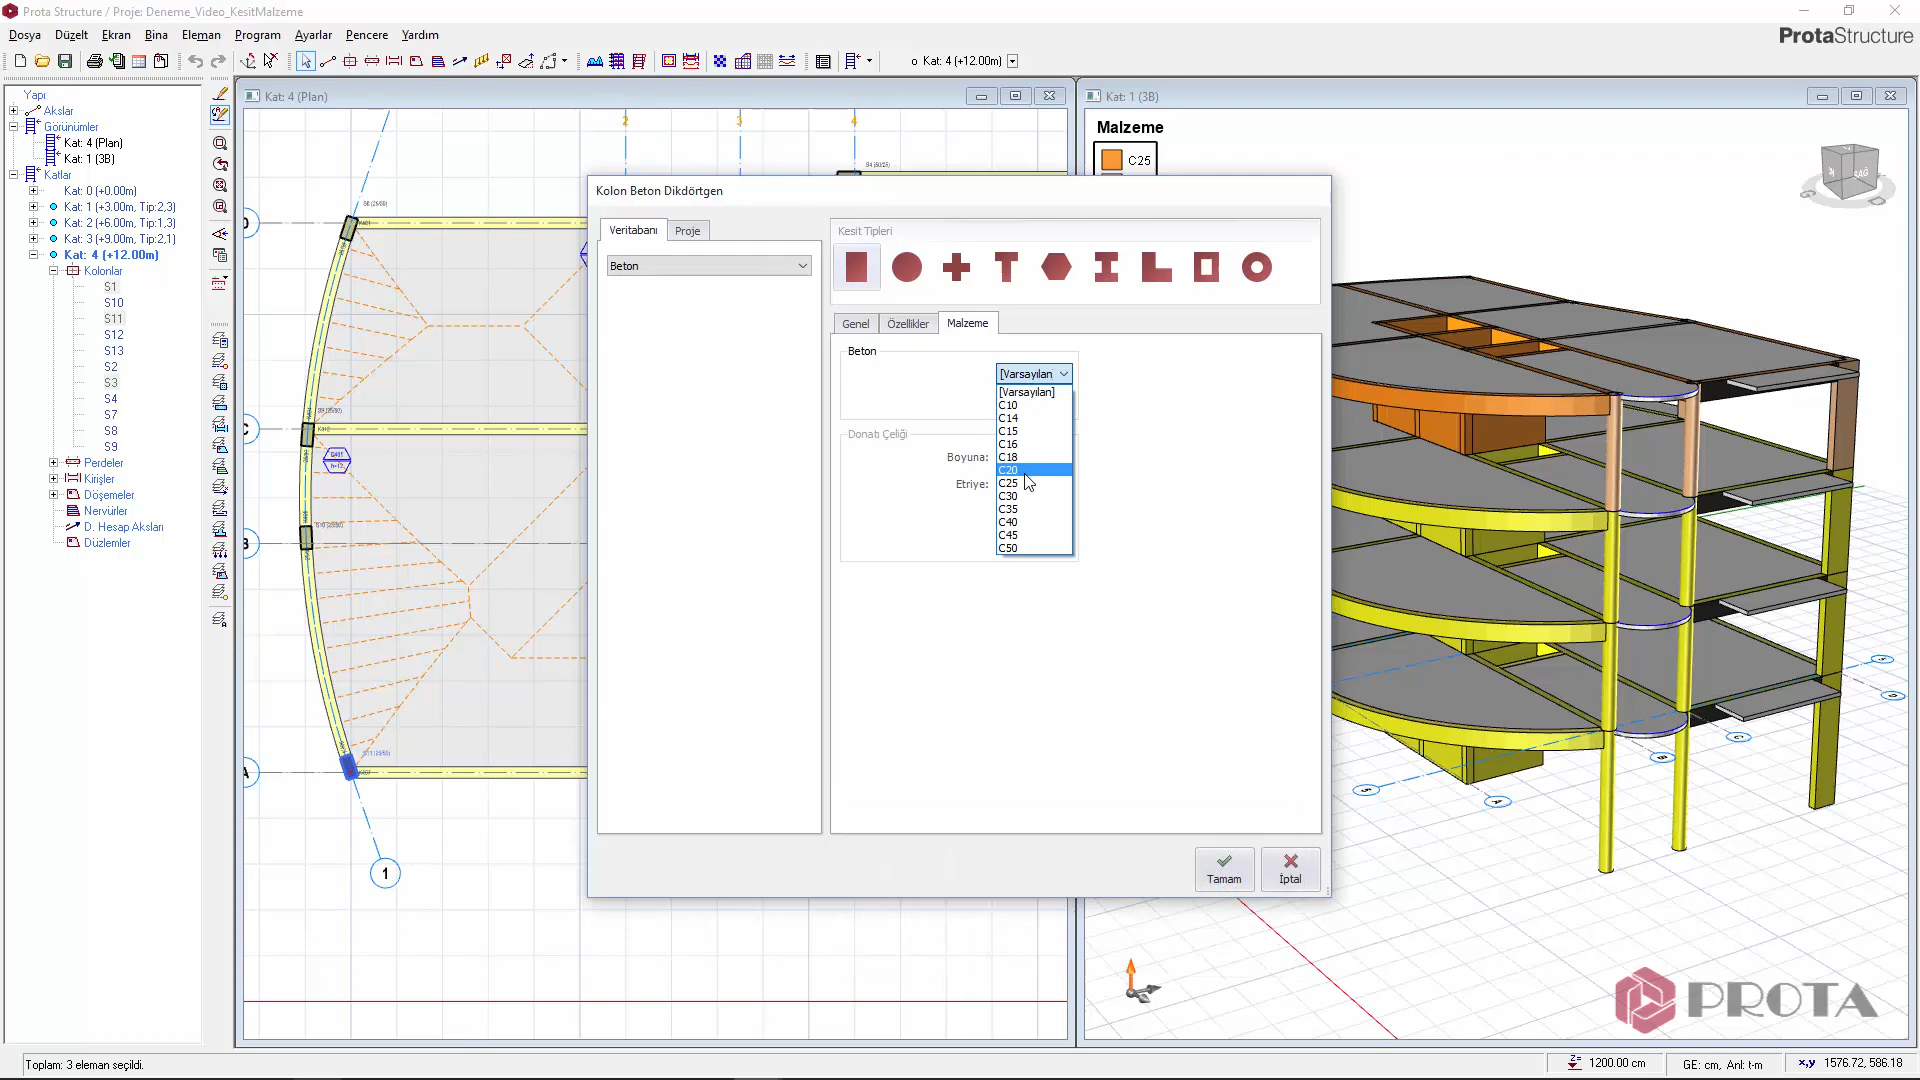 Prota Structure / Proje: Deneme_Video_KesitMalzeme
Dosya Düzelt Ekran Bina Eleman Program Ayarlar Pencere Yardım
ProtaStructure
o Kat: 4 (+12.00m)
Yapı
Akslar
Görünümler
Kat: 4 (Plan)
Kat: 1 (3B)
Katlar
Kat: 0 (+0.00m)
Kat: 1 (+3.00m, Tip:2,3)
Kat: 2 (+6.00m, Tip:1,3)
Kat: 3 (+9.00m, Tip:2,1)
Kat: 4 (+12.00m)
Kolonlar
S1
S10
S11
S12
S13
S2
S3
S4
S7
S8
S9
Perdeler
Kirişler
Döşemeler
Nervürler
D. Hesap Aksları
Düzlemler
Kat: 4 (Plan)
2 3 4
D
C
B
A
1
Kolon Beton Dikdörtgen
Veritabanı Proje
Beton
Kesit Tipleri
Genel Özellikler Malzeme
Beton
[Varsayılan
[Varsayılan]
C10
C14
C15
C16
C18
C20
C25
C30
C35
C40
C45
C50
Donatı Çeliği
Boyuna:
Etriye:
Tamam İptal
Kat: 1 (3B)
Malzeme
C25
SAĞ
PROTA
Toplam: 3 eleman seçildi.
Z= 1200.00 cm
GE: cm, Anl: t-m
x,y 1576.72, 586.18